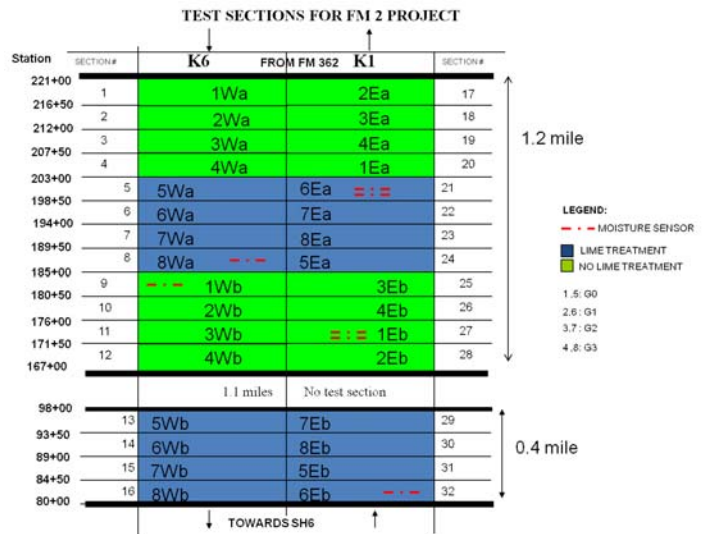 TEST SECTIONS FOR FM 2 PROJECT
Station SECTION# K6 FROM FM 362 K1 SECTION#
221+00
1 1Wa 2Ea 17
216+50
2 2Wa 3Ea 18
212+00
3 3Wa 4Ea 19
207+50
4 4Wa 1Ea 20
203+00
5 5Wa 6Ea 21
198+50
6 6Wa 7Ea 22
194+00
7 7Wa 8Ea 23
189+50
8 8Wa 5Ea 24
185+00
9 1Wb 3Eb 25
180+50
10 2Wb 4Eb 26
176+00
11 3Wb 1Eb 27
171+50
12 4Wb 2Eb 28
167+00
1.2 mile
LEGEND:
MOISTURE SENSOR
LIME TREATMENT
NO LIME TREATMENT
1,5: G0
2,6: G1
3,7: G2
4,8: G3
1.1 miles No test section
98+00
13 5Wb 7Eb 29
93+50
14 6Wb 8Eb 30
89+00
15 7Wb 5Eb 31
84+50
16 8Wb 6Eb 32
80+00
0.4 mile
TOWARDS SH6